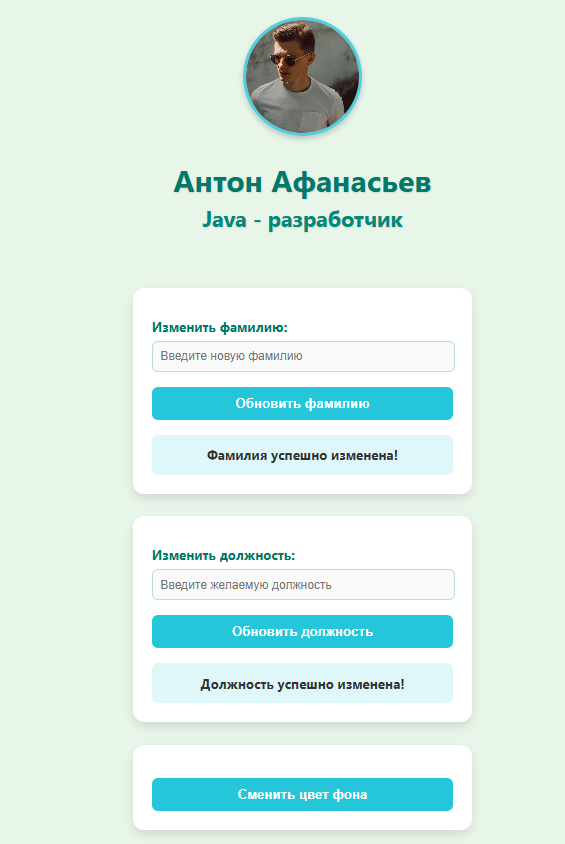 Антон Афанасьев
Java - разработчик
Изменить фамилию:
Введите новую фамилию
Обновить фамилию
Фамилия успешно изменена!
Изменить должность:
Введите желаемую должность
Обновить должность
Должность успешно изменена!
Сменить цвет фона